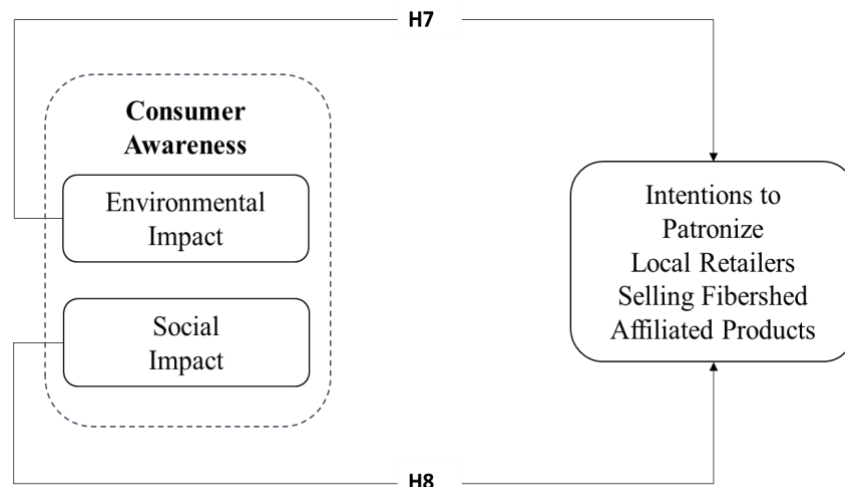 H7
Consumer
Awareness
Environmental
Impact
Social
Impact
Intentions to
Patronize
Local Retailers
Selling Fibershed
Affiliated Products
H8